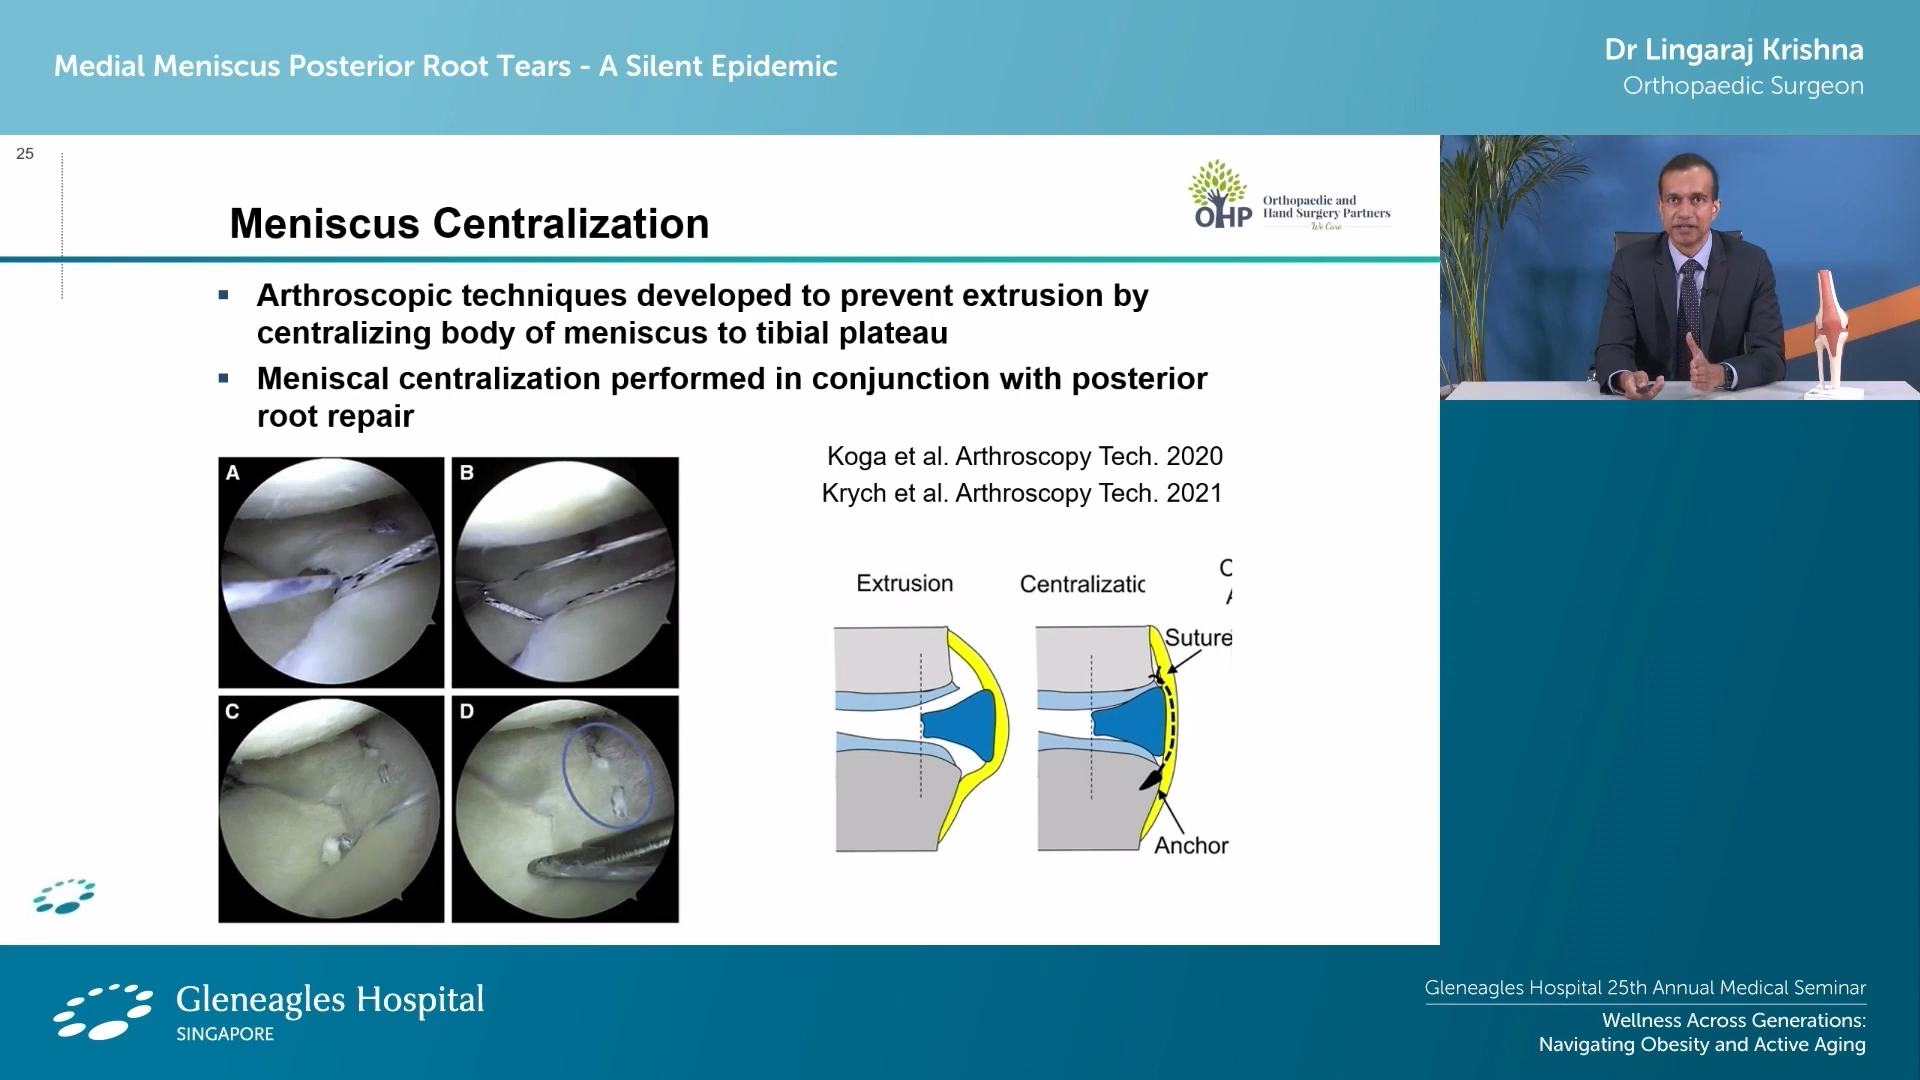 Medial Meniscus Posterior Root Tears - A Silent Epidemic
Dr Lingaraj Krishna
Orthopaedic Surgeon
25
Meniscus Centralization
OHP
Orthopaedic and
Hand Surgery Partners
We Care
Arthroscopic techniques developed to prevent extrusion by
centralizing body of meniscus to tibial plateau
Meniscal centralization performed in conjunction with posterior
root repair
A
B
C
D
Koga et al. Arthroscopy Tech. 2020
Krych et al. Arthroscopy Tech. 2021
Extrusion
Centralizatic
Suture
Anchor
Gleneagles Hospital
SINGAPORE
Gleneagles Hospital 25th Annual Medical Seminar
Wellness Across Generations:
Navigating Obesity and Active Aging